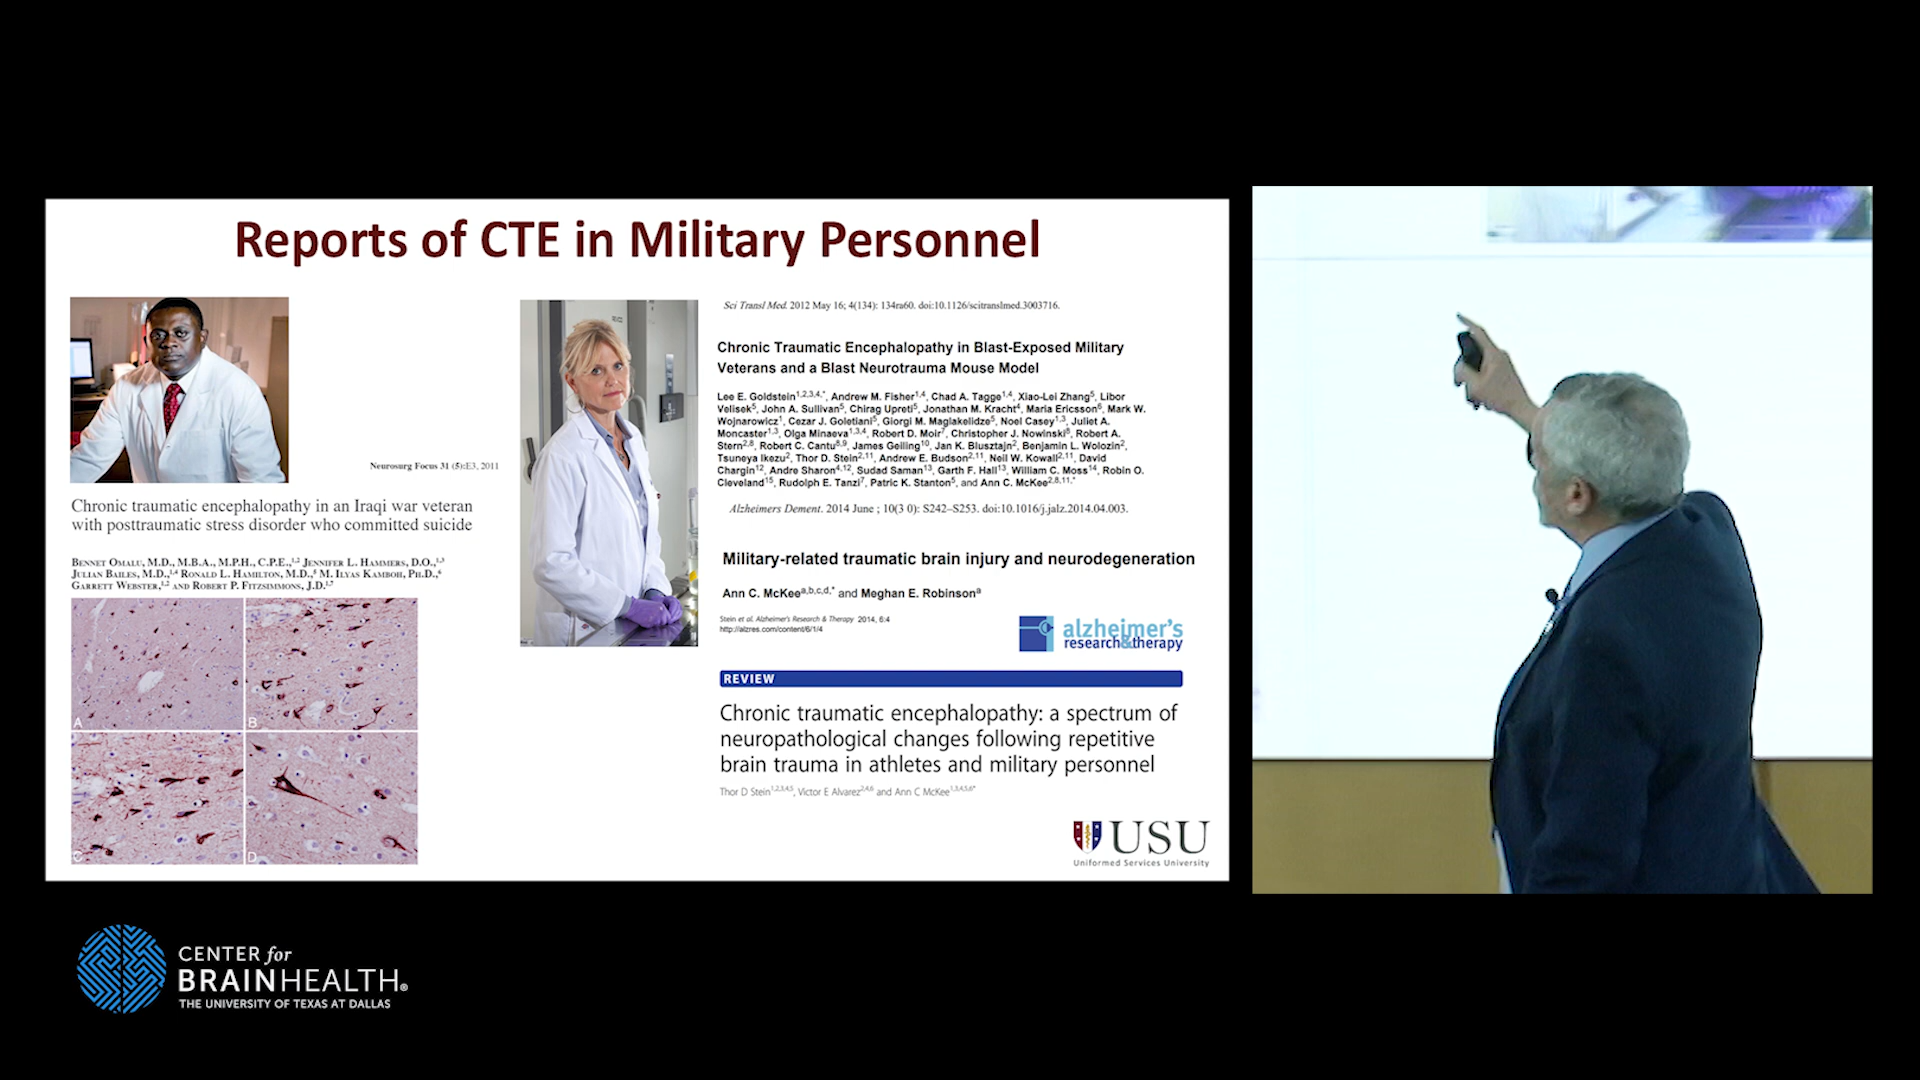 Reports of CTE in Military Personnel
Neurosurg Focus 31 (5):E3, 2011
Chronic traumatic encephalopathy in an Iraqi war veteran
with posttraumatic stress disorder who committed suicide
BENNET OMALU, M.D., M.B.A., M.P.H., C.P.E.,1,2 JENNIFER L. HAMMERS, D.O.,1,3
JULIAN BAILES, M.D.,1,4 RONALD L. HAMILTON, M.D.,5 M. ILYAS KAMBOH, PH.D.,6
GARRETT WEBSTER,1,2 AND ROBERT P. FITZSIMMONS, J.D.1,7
A
B
C
D
Sci Transl Med. 2012 May 16; 4(134): 134ra60. doi:10.1126/scitranslmed.3003716.
Chronic Traumatic Encephalopathy in Blast-Exposed Military
Veterans and a Blast Neurotrauma Mouse Model
Lee E. Goldstein1,2,3,4,*, Andrew M. Fisher1,4, Chad A. Tagge1,4, Xiao-Lei Zhang5, Libor
Velisek5, John A. Sullivan5, Chirag Upreti5, Jonathan M. Kracht4, Maria Ericsson6, Mark W.
Wojnarowicz1, Cezar J. Goletiani5, Giorgi M. Maglakelidze5, Noel Casey1,3, Juliet A.
Moncaster1,3, Olga Minaeva1,3,4, Robert D. Moir7, Christopher J. Nowinski8, Robert A.
Stern2,8, Robert C. Cantu8,9, James Geiling10, Jan K. Blusztajn2, Benjamin L. Wolozin2,
Tsuneya Ikezu2, Thor D. Stein2,11, Andrew E. Budson2,11, Neil W. Kowall2,11, David
Chargin12, Andre Sharon4,12, Sudad Saman13, Garth F. Hall13, William C. Moss14, Robin O.
Cleveland15, Rudolph E. Tanzi7, Patric K. Stanton5, and Ann C. McKee2,8,11,*
Alzheimers Dement. 2014 June ; 10(3 0): S242–S253. doi:10.1016/j.jalz.2014.04.003.
Military-related traumatic brain injury and neurodegeneration
Ann C. McKeea,b,c,d,* and Meghan E. Robinsona
Stein et al. Alzheimer's Research & Therapy 2014, 6:4
http://alzres.com/content/6/1/4
alzheimer's
research&therapy
REVIEW
Chronic traumatic encephalopathy: a spectrum of
neuropathological changes following repetitive
brain trauma in athletes and military personnel
Thor D Stein1,2,3,4,5, Victor E Alvarez2,4,6 and Ann C McKee1,3,4,5,6*
USU
Uniformed Services University
CENTER for
BRAINHEALTH®
THE UNIVERSITY OF TEXAS AT DALLAS